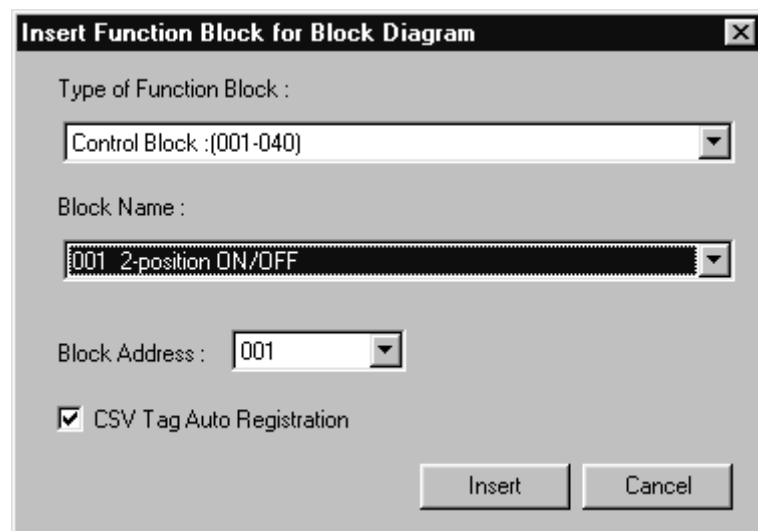 Insert Function Block for Block Diagram
Type of Function Block :
Control Block :(001-040)
Block Name :
001 2-position ON/OFF
Block Address : 001
CSV Tag Auto Registration
Insert Cancel